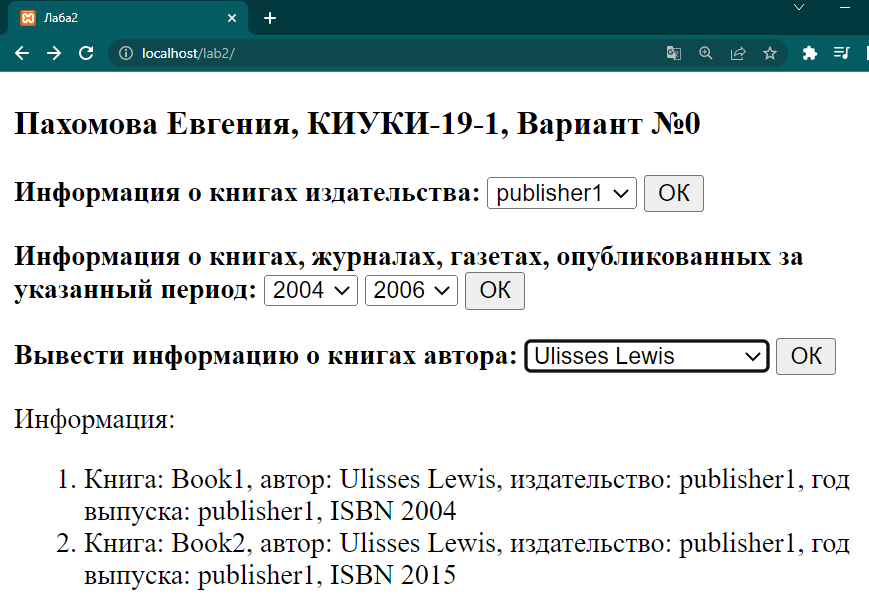 Лаба2
localhost/lab2/
Пахомова Евгения, КИУКИ-19-1, Вариант №0
Информация о книгах издательства: publisher1 ОК
Информация о книгах, журналах, газетах, опубликованных за
указанный период: 2004 2006 ОК
Вывести информацию о книгах автора: Ulisses Lewis ОК
Информация:
1. Книга: Book1, автор: Ulisses Lewis, издательство: publisher1, год
выпуска: publisher1, ISBN 2004
2. Книга: Book2, автор: Ulisses Lewis, издательство: publisher1, год
выпуска: publisher1, ISBN 2015